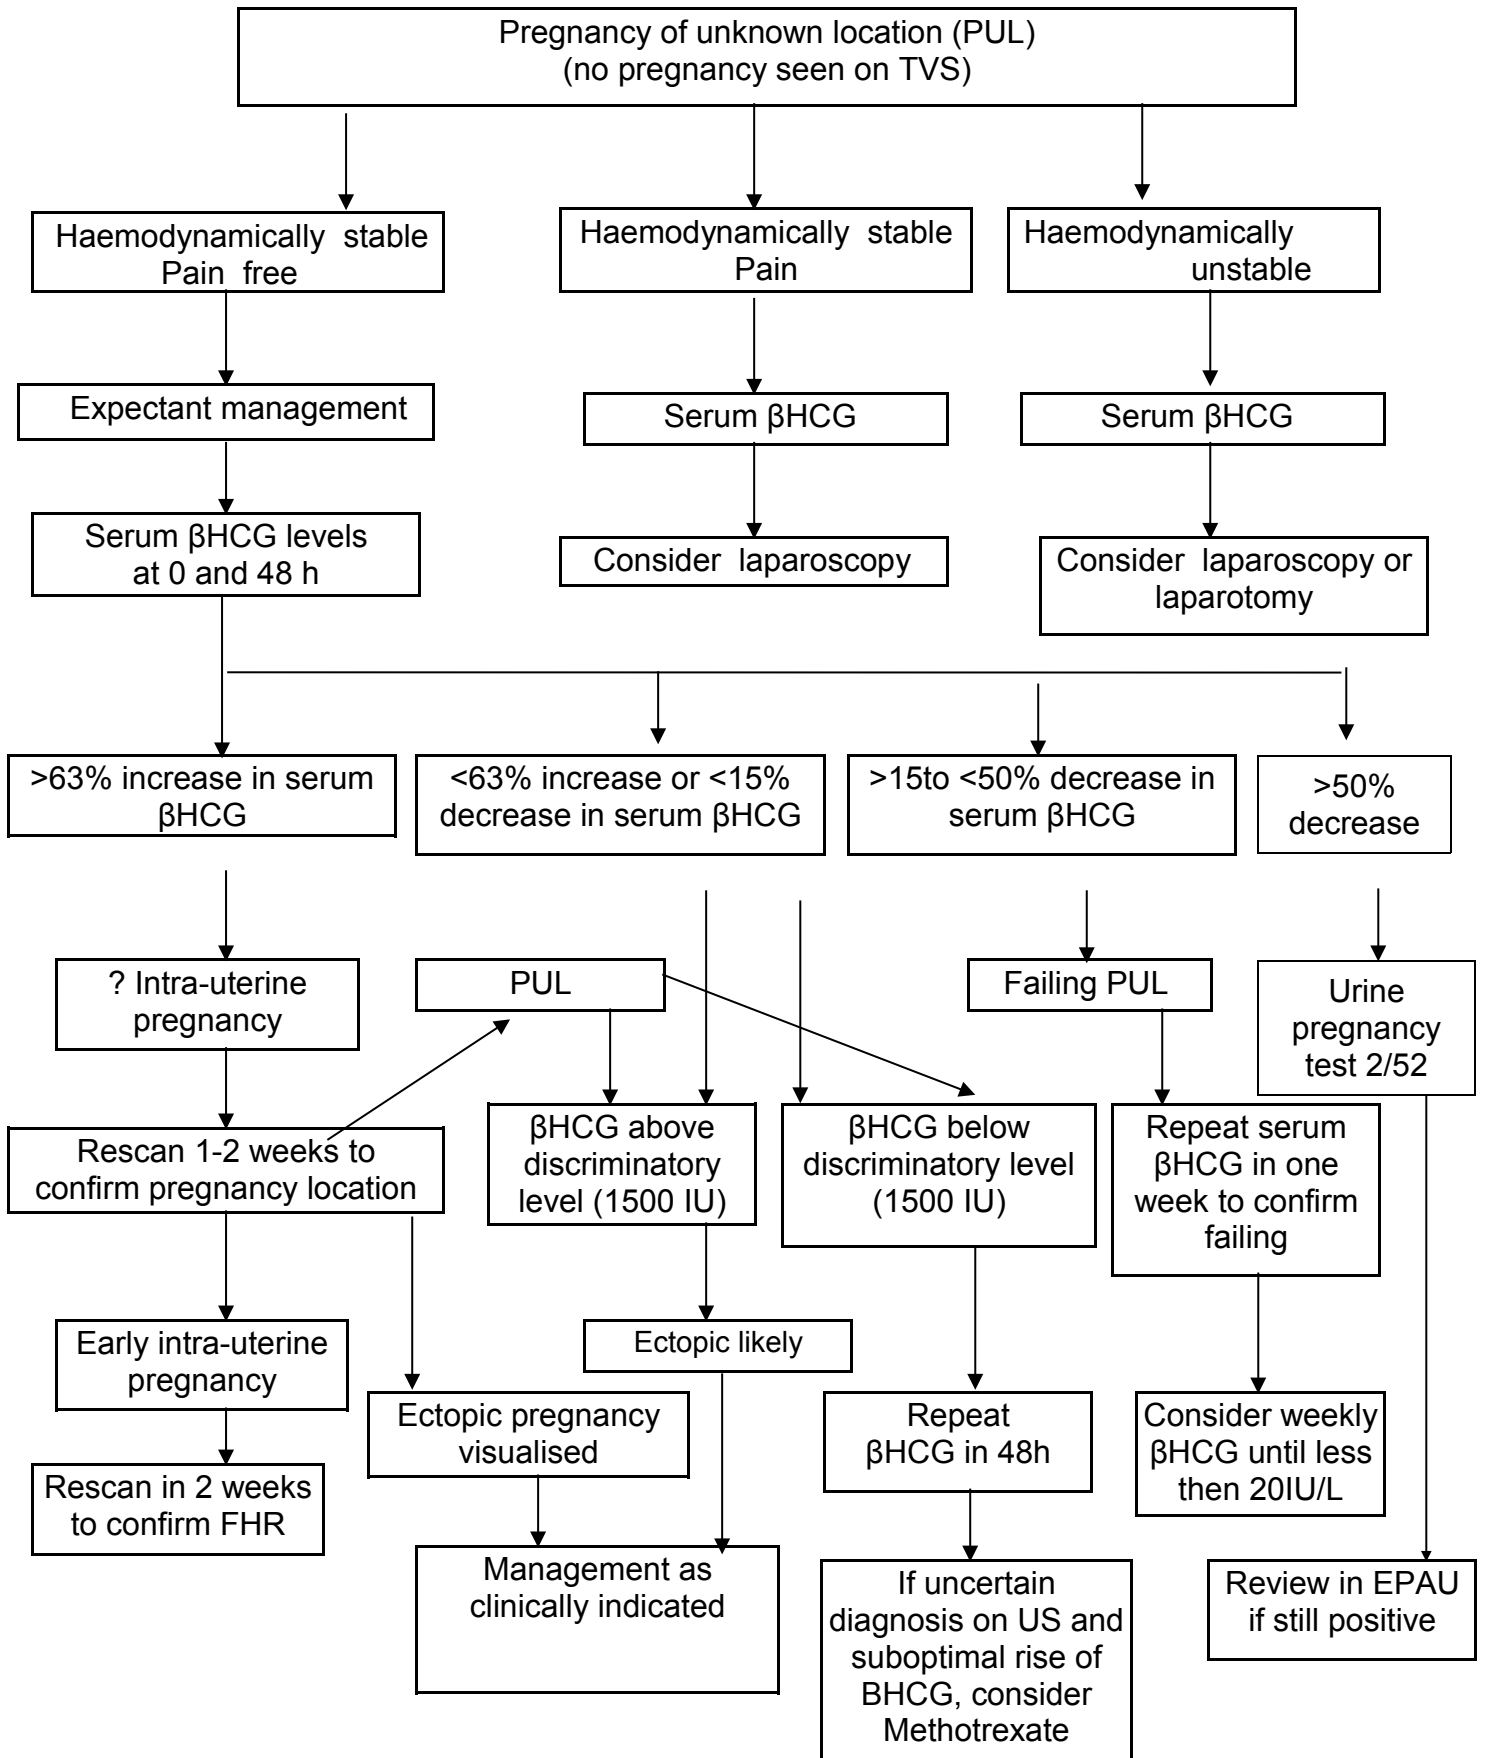 Pregnancy of unknown location (PUL)
(no pregnancy seen on TVS)
Haemodynamically stable
Pain free
Haemodynamically stable
Pain
Haemodynamically
unstable
Expectant management
Serum βHCG
Serum βHCG
Serum βHCG levels
at 0 and 48 h
Consider laparoscopy
Consider laparoscopy or
laparotomy
>63% increase in serum
βHCG
<63% increase or <15%
decrease in serum βHCG
>15to <50% decrease in
serum βHCG
>50%
decrease
? Intra-uterine
pregnancy
PUL
Failing PUL
Urine
pregnancy
test 2/52
Rescan 1-2 weeks to
confirm pregnancy location
βHCG above
discriminatory
level (1500 IU)
βHCG below
discriminatory level
(1500 IU)
Repeat serum
βHCG in one
week to confirm
failing
Early intra-uterine
pregnancy
Ectopic likely
Ectopic pregnancy
visualised
Repeat
βHCG in 48h
Consider weekly
βHCG until less
then 20IU/L
Rescan in 2 weeks
to confirm FHR
Management as
clinically indicated
If uncertain
diagnosis on US and
suboptimal rise of
BHCG, consider
Methotrexate
Review in EPAU
if still positive